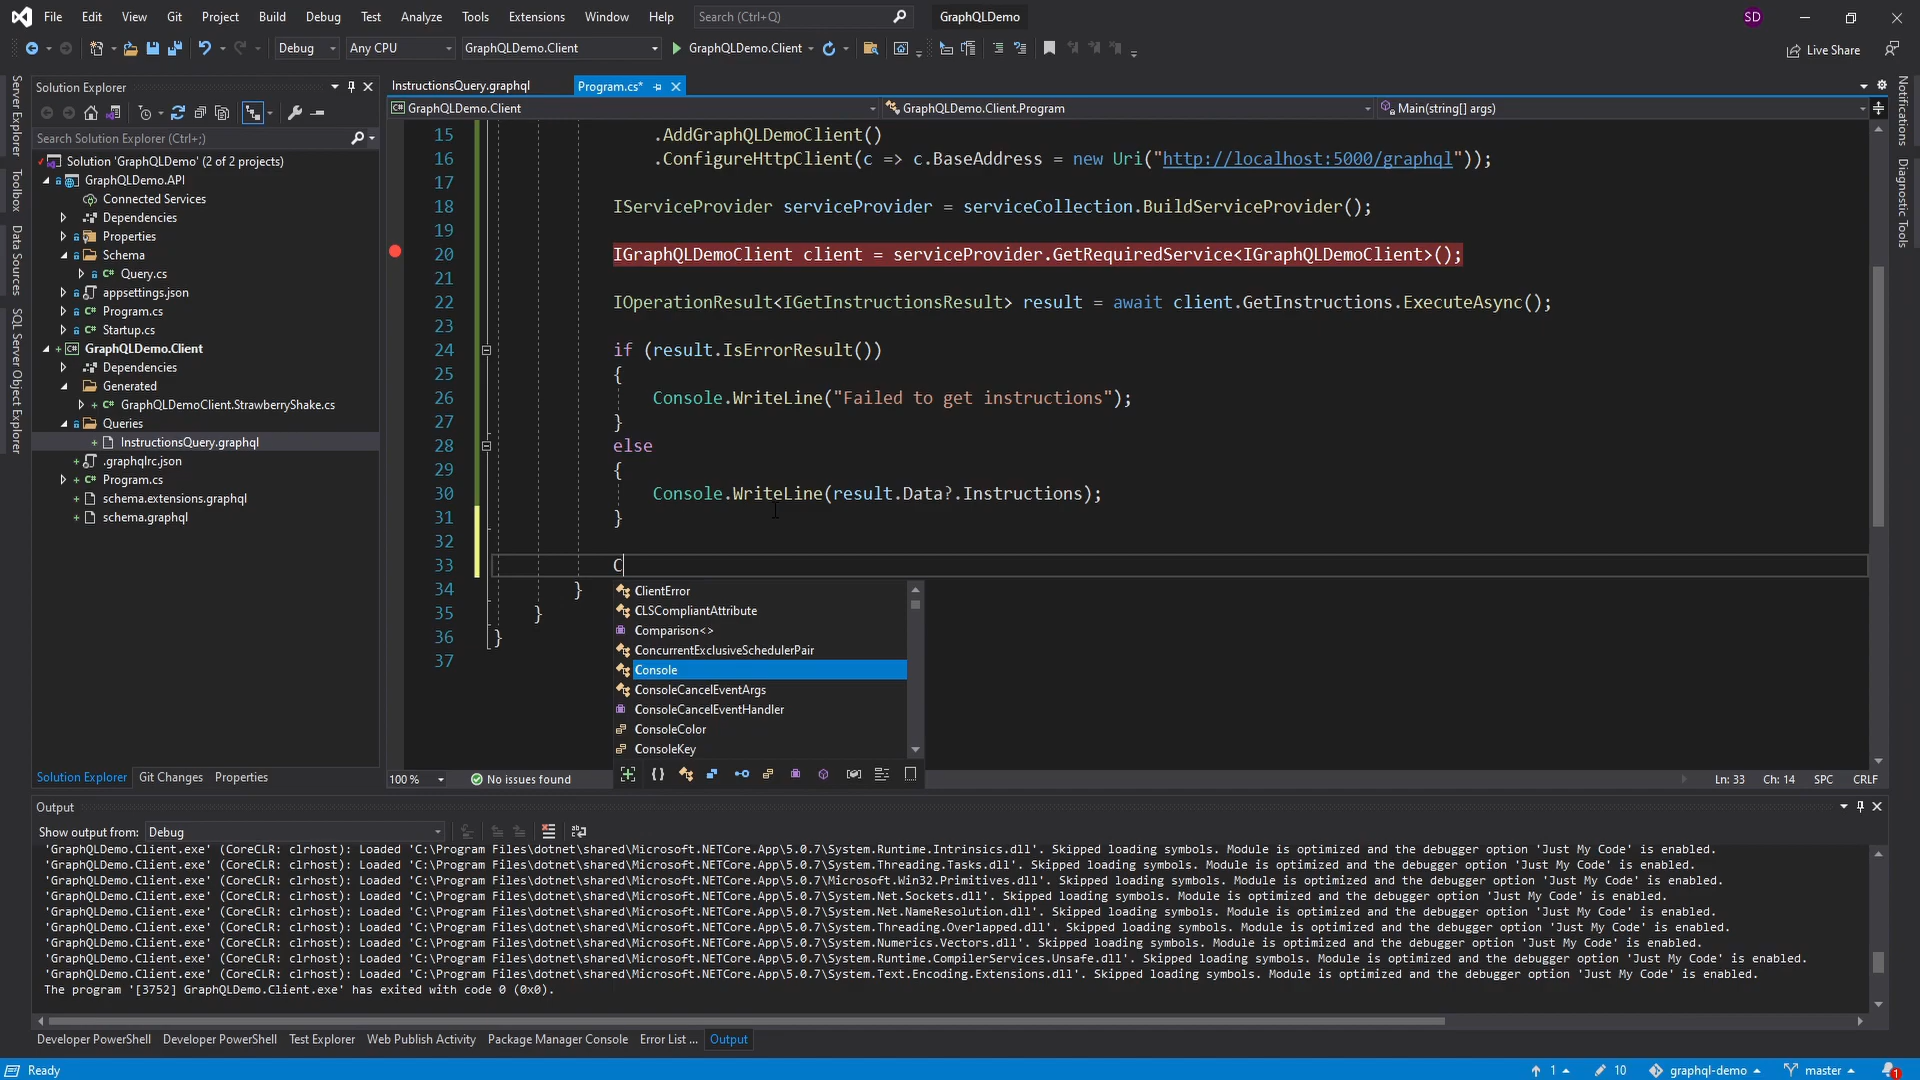 File Edit View Git Project Build Debug Test Analyze Tools Extensions Window Help Search (Ctrl+Q) GraphQLDemo SD
Debug Any CPU GraphQLDemo.Client GraphQLDemo.Client Live Share
Server Explorer
Toolbox
Data Sources
SQL Server Object Explorer
Solution Explorer
Search Solution Explorer (Ctrl+;)
Solution 'GraphQLDemo' (2 of 2 projects)
GraphQLDemo.API
Connected Services
Dependencies
Properties
Schema
C# Query.cs
appsettings.json
C# Program.cs
C# Startup.cs
GraphQLDemo.Client
Dependencies
Generated
C# GraphQLDemoClient.StrawberryShake.cs
Queries
InstructionsQuery.graphql
.graphqlrc.json
C# Program.cs
schema.extensions.graphql
schema.graphql
Solution Explorer Git Changes Properties
InstructionsQuery.graphql Program.cs*
GraphQLDemo.Client GraphQLDemo.Client.Program Main(string[] args)
15 .AddGraphQLDemoClient()
16 .ConfigureHttpClient(c => c.BaseAddress = new Uri("http://localhost:5000/graphql"));
17
18 IServiceProvider serviceProvider = serviceCollection.BuildServiceProvider();
19
20 IGraphQLDemoClient client = serviceProvider.GetRequiredService<IGraphQLDemoClient>();
21
22 IOperationResult<IGetInstructionsResult> result = await client.GetInstructions.ExecuteAsync();
23
24 if (result.IsErrorResult())
25 {
26 Console.WriteLine("Failed to get instructions");
27 }
28 else
29 {
30 Console.WriteLine(result.Data?.Instructions);
31 }
32
33 C
34 }
35 }
36 }
37
ClientError
CLSCompliantAttribute
Comparison<>
ConcurrentExclusiveSchedulerPair
Console
ConsoleCancelEventArgs
ConsoleCancelEventHandler
ConsoleColor
ConsoleKey
100 % No issues found Ln: 33 Ch: 14 SPC CRLF
Notifications
Diagnostic Tools
Output
Show output from: Debug
'GraphQLDemo.Client.exe' (CoreCLR: clrhost): Loaded 'C:\Program Files\dotnet\shared\Microsoft.NETCore.App\5.0.7\System.Runtime.Intrinsics.dll'. Skipped loading symbols. Module is optimized and the debugger option 'Just My Code' is enabled.
'GraphQLDemo.Client.exe' (CoreCLR: clrhost): Loaded 'C:\Program Files\dotnet\shared\Microsoft.NETCore.App\5.0.7\System.Threading.Tasks.dll'. Skipped loading symbols. Module is optimized and the debugger option 'Just My Code' is enabled.
'GraphQLDemo.Client.exe' (CoreCLR: clrhost): Loaded 'C:\Program Files\dotnet\shared\Microsoft.NETCore.App\5.0.7\Microsoft.Win32.Primitives.dll'. Skipped loading symbols. Module is optimized and the debugger option 'Just My Code' is enabled.
'GraphQLDemo.Client.exe' (CoreCLR: clrhost): Loaded 'C:\Program Files\dotnet\shared\Microsoft.NETCore.App\5.0.7\System.Net.Sockets.dll'. Skipped loading symbols. Module is optimized and the debugger option 'Just My Code' is enabled.
'GraphQLDemo.Client.exe' (CoreCLR: clrhost): Loaded 'C:\Program Files\dotnet\shared\Microsoft.NETCore.App\5.0.7\System.Net.NameResolution.dll'. Skipped loading symbols. Module is optimized and the debugger option 'Just My Code' is enabled.
'GraphQLDemo.Client.exe' (CoreCLR: clrhost): Loaded 'C:\Program Files\dotnet\shared\Microsoft.NETCore.App\5.0.7\System.Threading.Overlapped.dll'. Skipped loading symbols. Module is optimized and the debugger option 'Just My Code' is enabled.
'GraphQLDemo.Client.exe' (CoreCLR: clrhost): Loaded 'C:\Program Files\dotnet\shared\Microsoft.NETCore.App\5.0.7\System.Numerics.Vectors.dll'. Skipped loading symbols. Module is optimized and the debugger option 'Just My Code' is enabled.
'GraphQLDemo.Client.exe' (CoreCLR: clrhost): Loaded 'C:\Program Files\dotnet\shared\Microsoft.NETCore.App\5.0.7\System.Runtime.CompilerServices.Unsafe.dll'. Skipped loading symbols. Module is optimized and the debugger option 'Just My Code' is enabled.
'GraphQLDemo.Client.exe' (CoreCLR: clrhost): Loaded 'C:\Program Files\dotnet\shared\Microsoft.NETCore.App\5.0.7\System.Text.Encoding.Extensions.dll'. Skipped loading symbols. Module is optimized and the debugger option 'Just My Code' is enabled.
The program '[3752] GraphQLDemo.Client.exe' has exited with code 0 (0x0).
Developer PowerShell Developer PowerShell Test Explorer Web Publish Activity Package Manager Console Error List ... Output
Ready 1 10 graphql-demo master 1